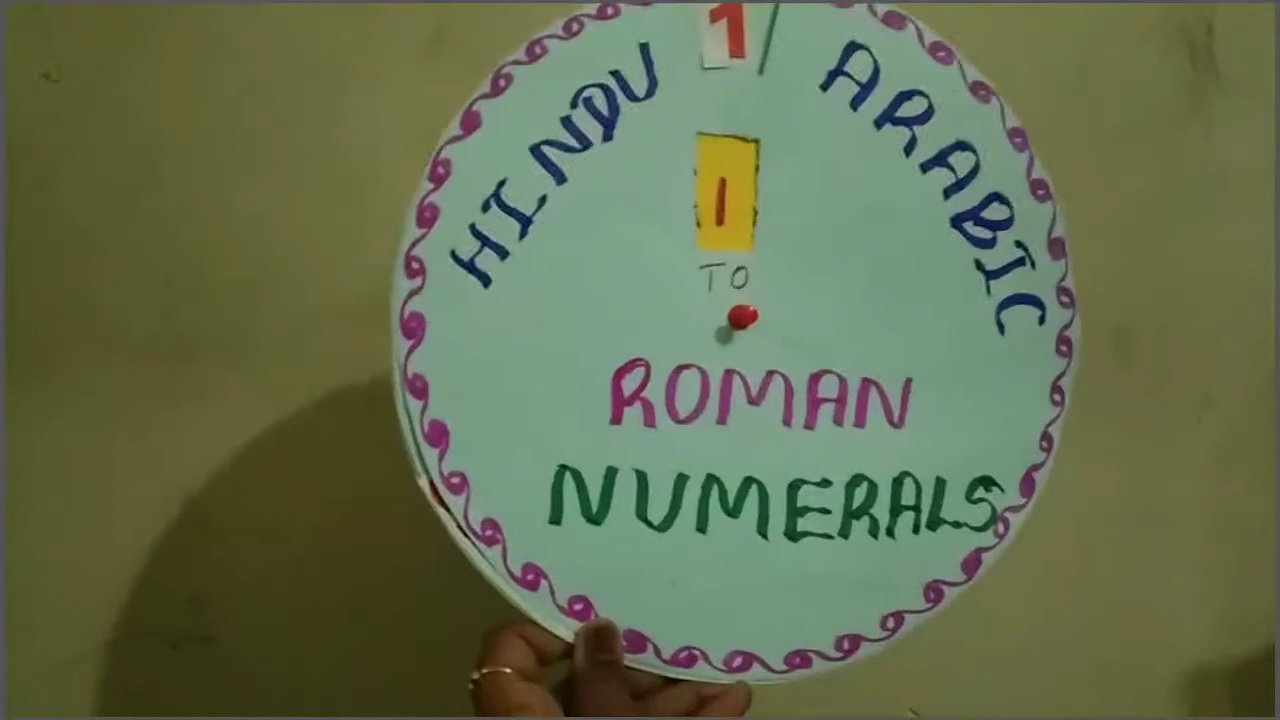 1
HINDU ARABIC
I
TO
ROMAN
NUMERALS